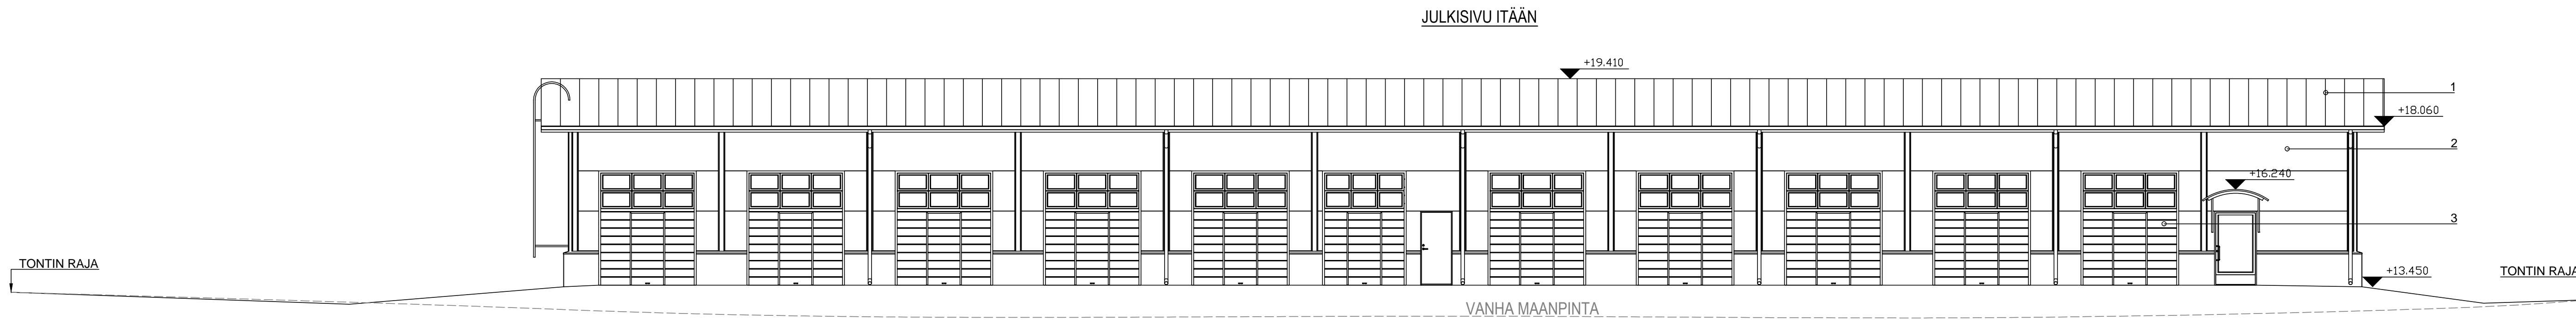 JULKISIVU ITÄÄN
+19.410
1
+18.060
2
+16.240
3
TONTIN RAJA
+13.450
TONTIN RAJA
VANHA MAANPINTA